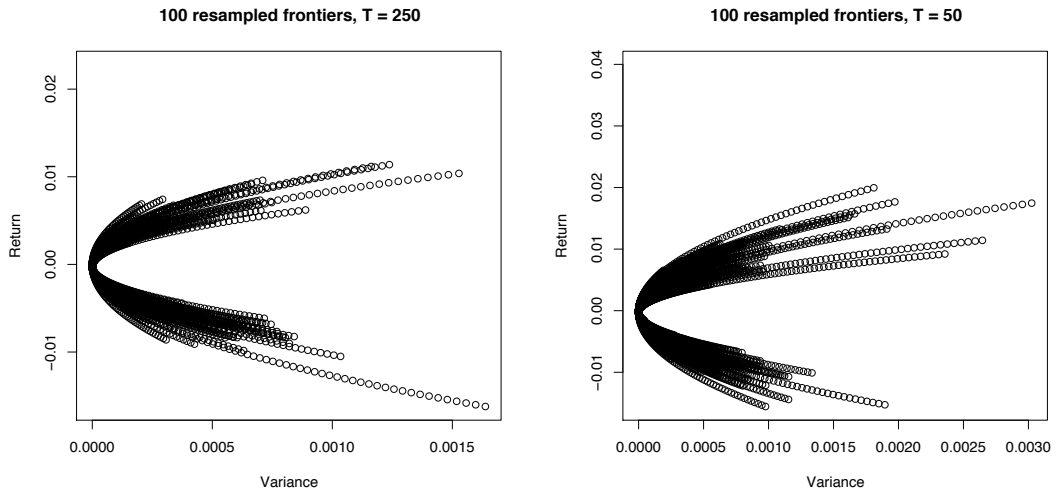 100 resampled frontiers, T = 250
0.02
0.01
0.00
−0.01
Return
0.0000 0.0005 0.0010 0.0015
Variance
100 resampled frontiers, T = 50
0.04
0.03
0.02
0.01
0.00
−0.01
Return
0.0000 0.0005 0.0010 0.0015 0.0020 0.0025 0.0030
Variance